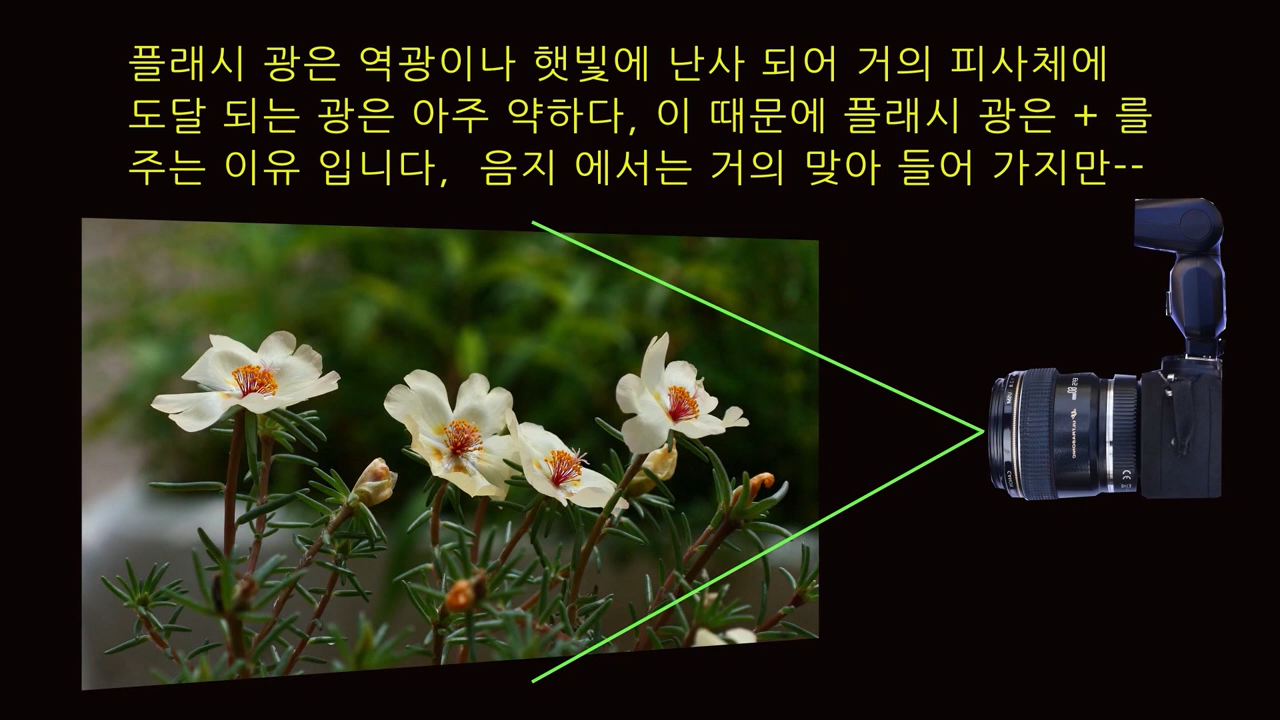 플래시 광은 역광이나 햇빛에 난사 되어 거의 피사체에
도달 되는 광은 아주 약하다, 이 때문에 플래시 광은 + 를
주는 이유 입니다, 음지 에서는 거의 맞아 들어 가지만--